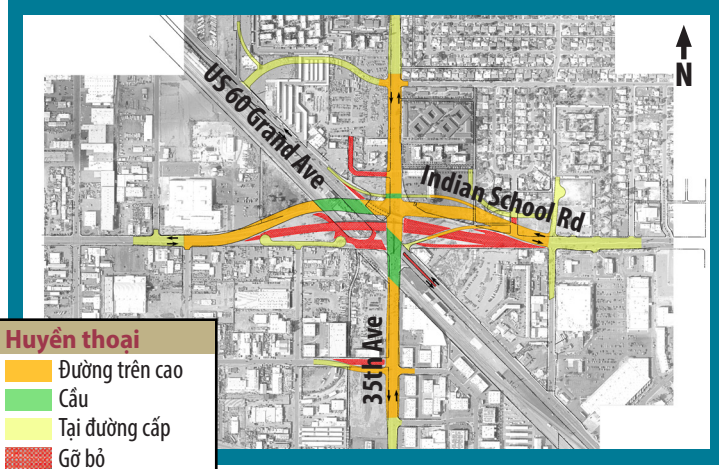 N
US 60 Grand Ave
Indian School Rd
35th Ave
Huyền thoại
Đường trên cao
Cầu
Tại đường cấp
Gỡ bỏ